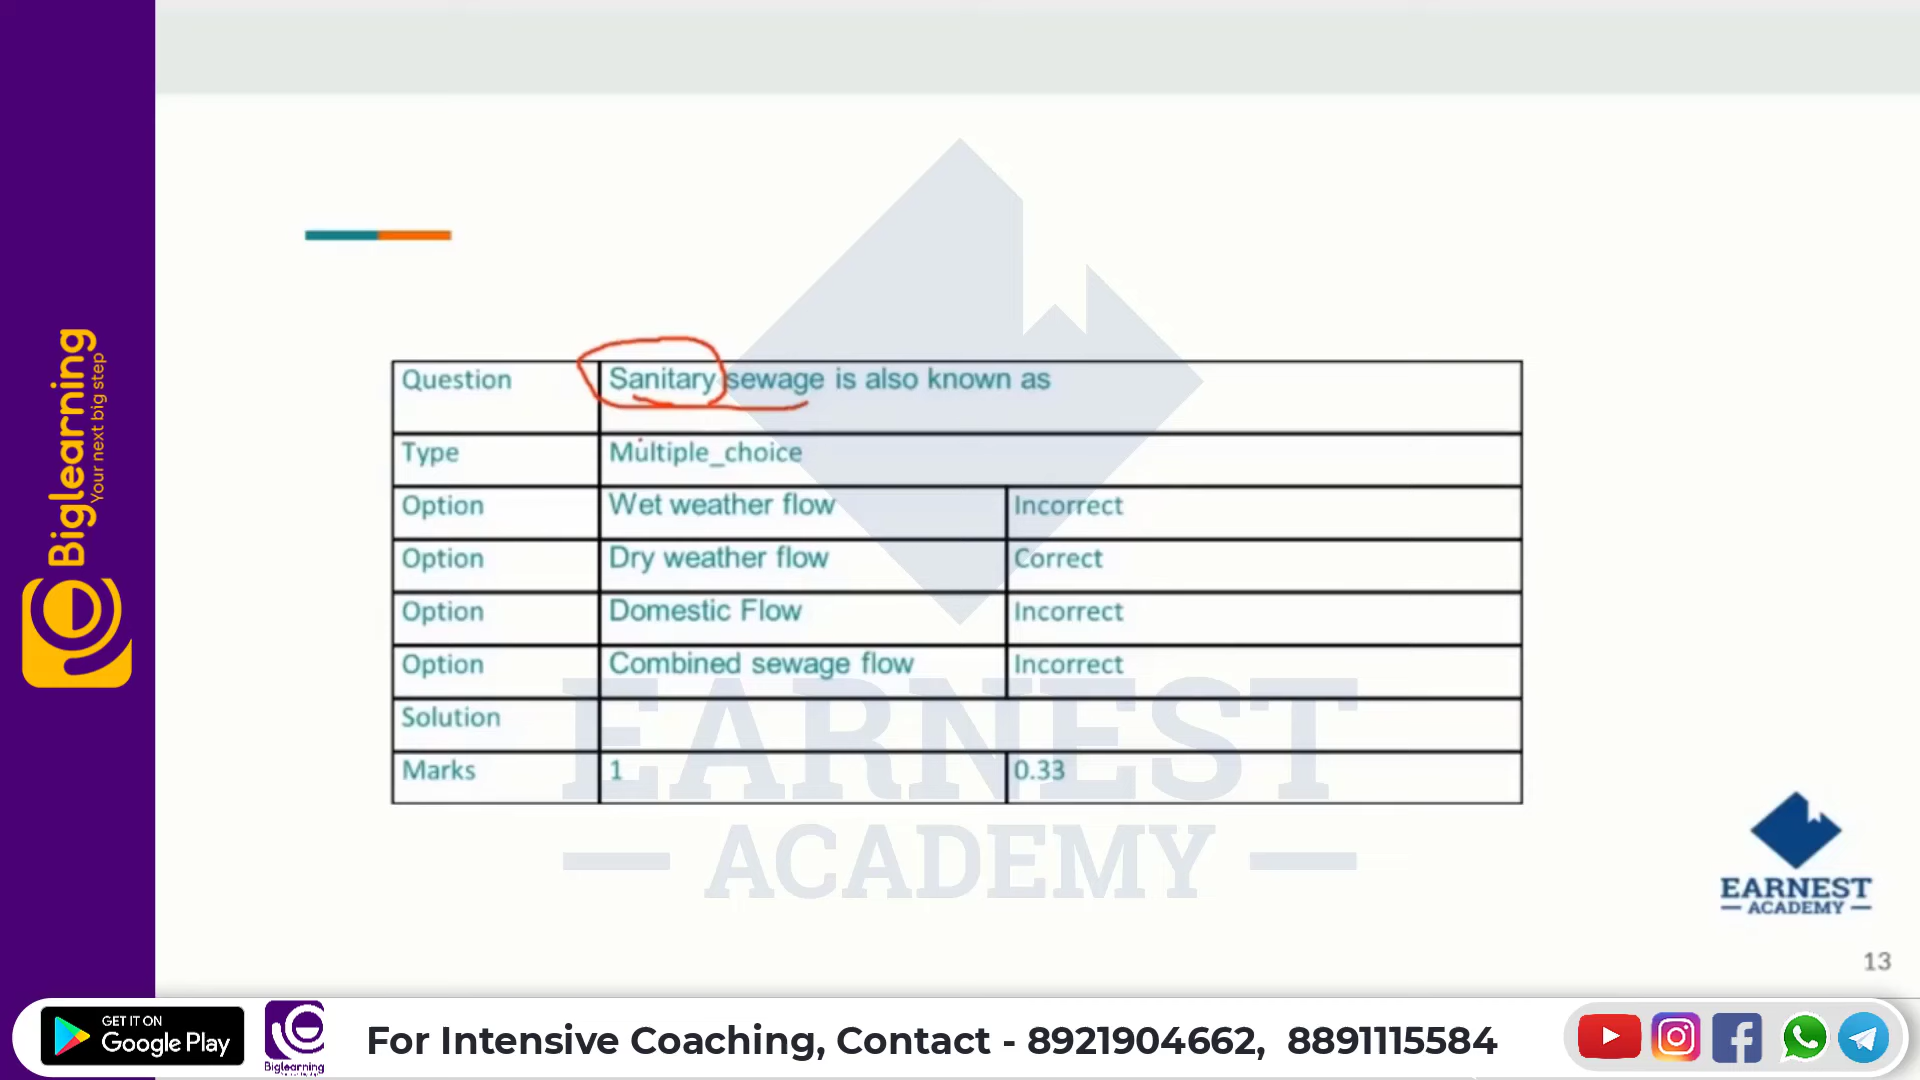 Biglearning
Your next big step
Question Sanitary sewage is also known as
Type Multiple_choice
Option Wet weather flow Incorrect
Option Dry weather flow Correct
Option Domestic Flow Incorrect
Option Combined sewage flow Incorrect
Solution
Marks 1 0.33
EARNEST
ACADEMY
EARNEST
ACADEMY
13
GET IT ON
Google Play
Biglearning
For Intensive Coaching, Contact - 8921904662, 8891115584